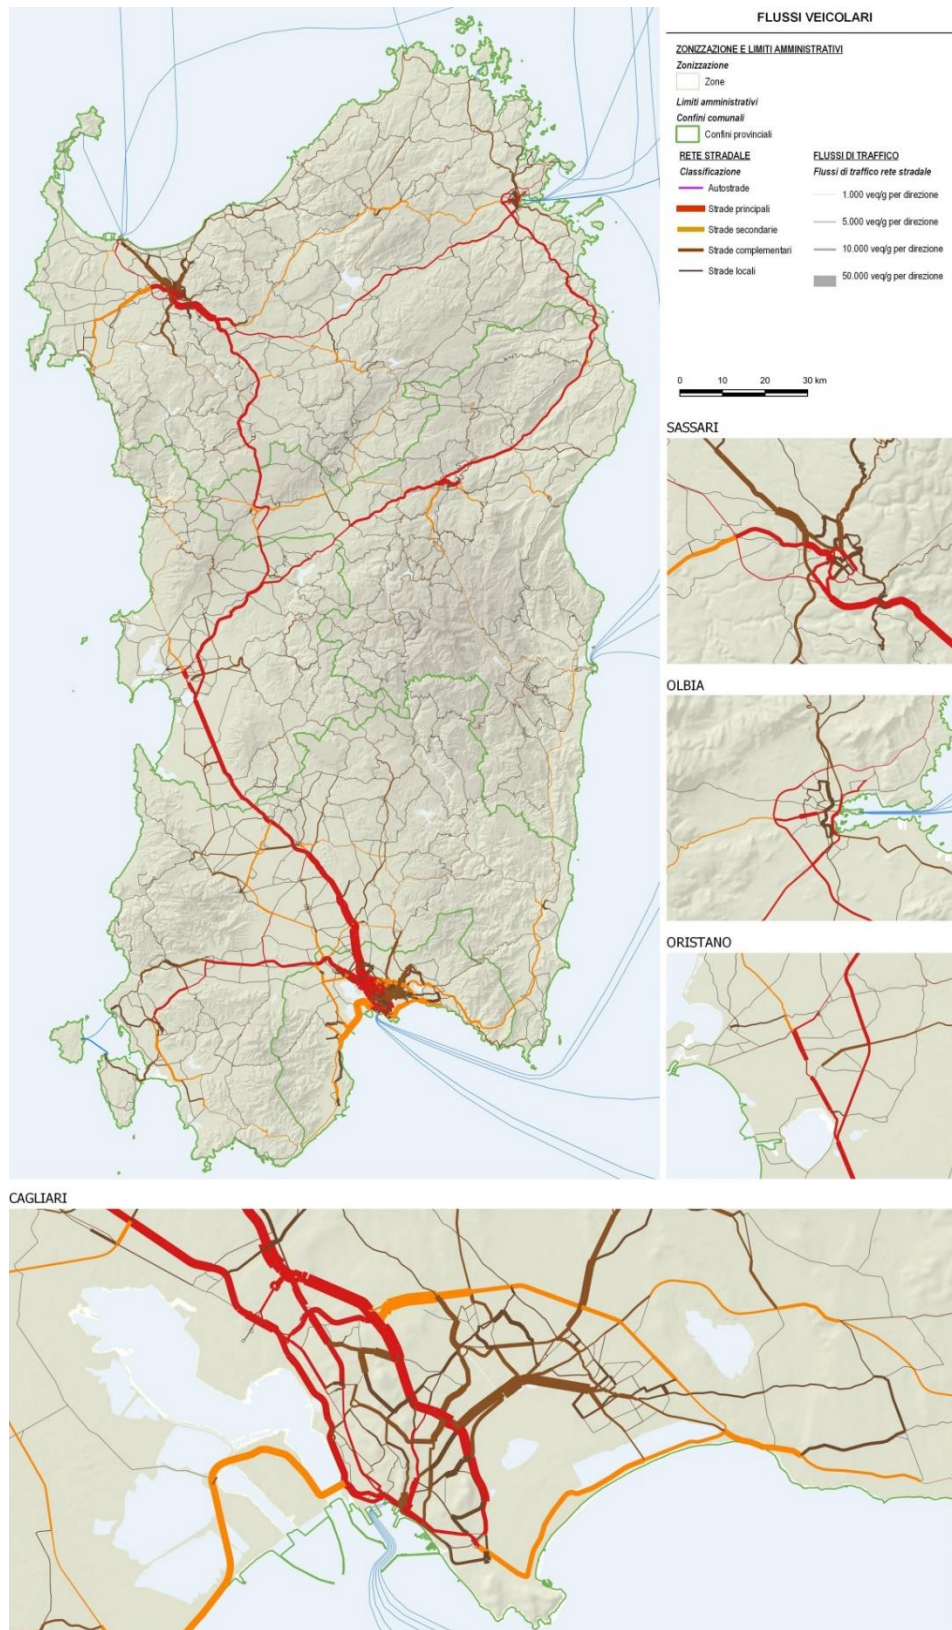 FLUSSI VEICOLARI
ZONIZZAZIONE E LIMITI AMMINISTRATIVI
Zonizzazione
Zone
Limiti amministrativi
Confini comunali
Confini provinciali
RETE STRADALE
Classificazione
Autostrade
Strade principali
Strade secondarie
Strade complementari
Strade locali
FLUSSI DI TRAFFICO
Flussi di traffico rete stradale
1.000 veq/g per direzione
5.000 veq/g per direzione
10.000 veq/g per direzione
50.000 veq/g per direzione
0 10 20 30 km
SASSARI
OLBIA
ORISTANO
CAGLIARI